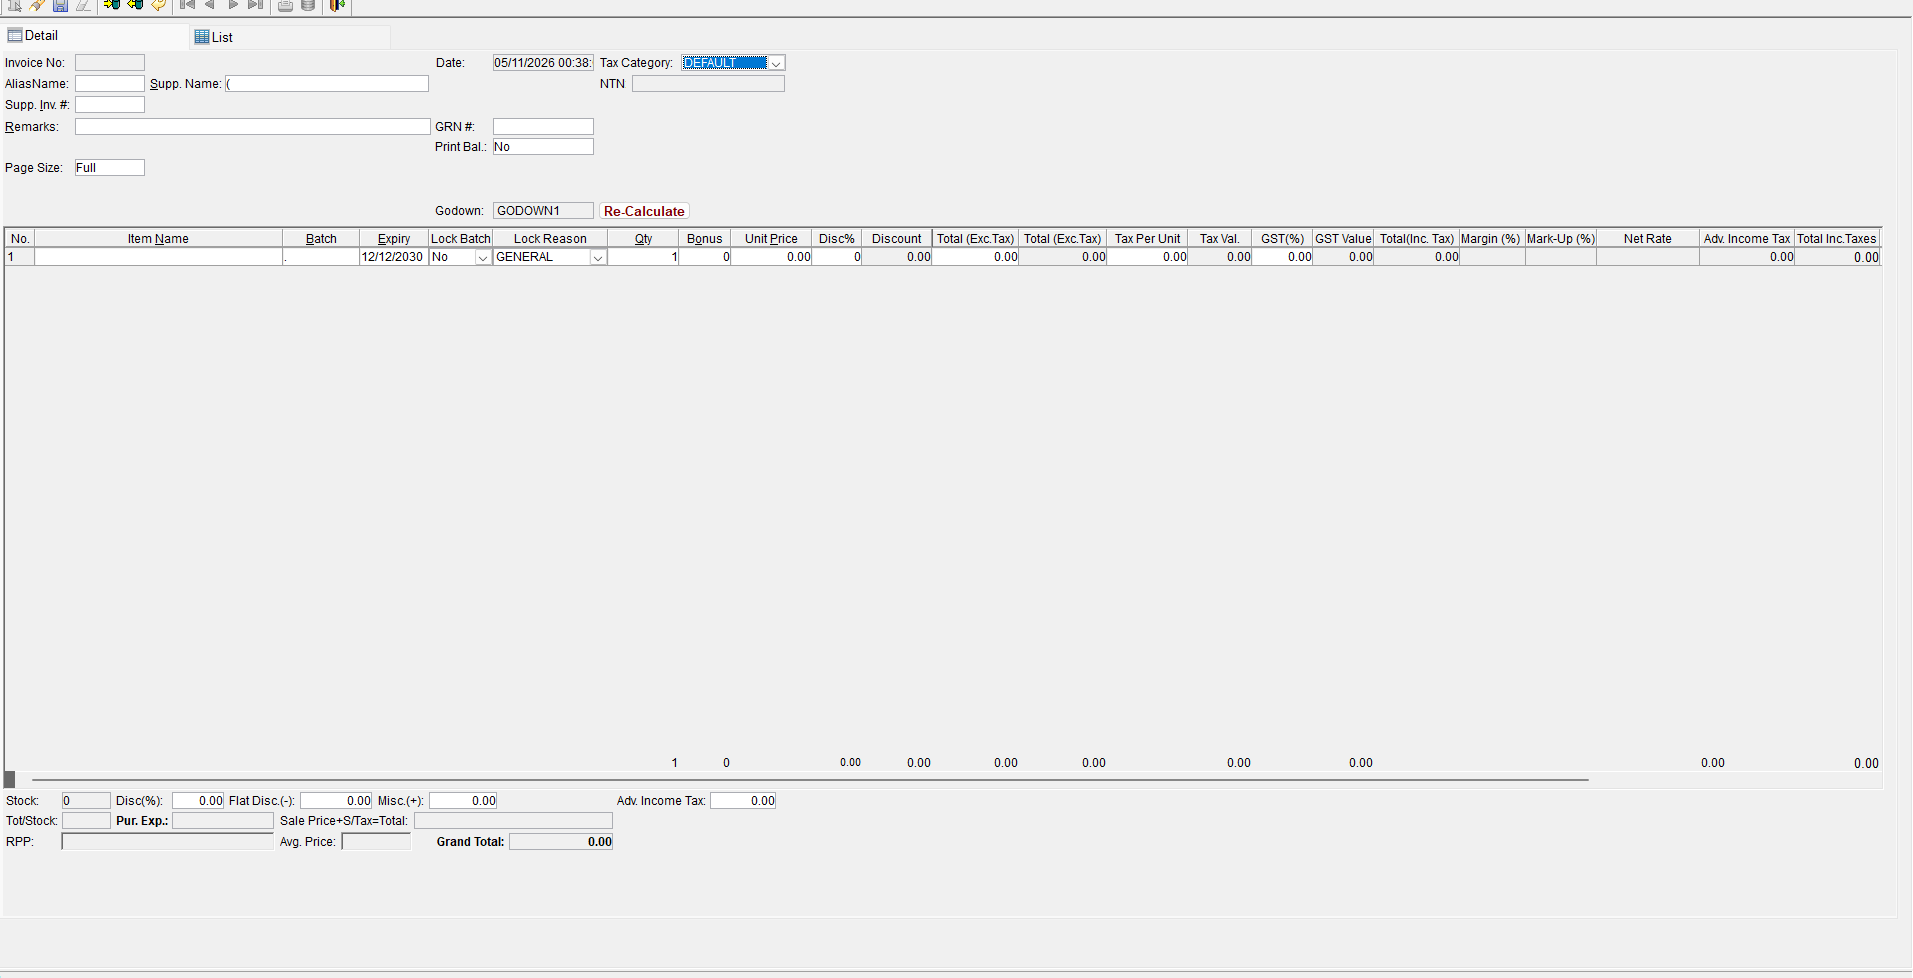 Detail List
Invoice No: Date: 05/11/2026 00:38: Tax Category: DEFAULT
AliasName: Supp. Name: ( NTN
Supp. Inv. #:
Remarks: GRN #:
Print Bal.: No
Page Size: Full
Godown: GODOWN1 Re-Calculate
No. Item Name Batch Expiry Lock Batch Lock Reason Qty Bonus Unit Price Disc% Discount Total (Exc.Tax) Total (Exc.Tax) Tax Per Unit Tax Val. GST(%) GST Value Total(Inc. Tax) Margin (%) Mark-Up (%) Net Rate Adv. Income Tax Total Inc.Taxes
1 . 12/12/2030 No GENERAL 1 0 0.00 0 0.00 0.00 0.00 0.00 0.00 0.00 0.00 0.00 0.00 0.00
1 0 0.00 0.00 0.00 0.00 0.00 0.00 0.00 0.00
Stock: 0 Disc(%): 0.00 Flat Disc.(-): 0.00 Misc.(+): 0.00 Adv. Income Tax: 0.00
Tot/Stock: Pur. Exp.: Sale Price+S/Tax=Total:
RPP: Avg. Price: Grand Total: 0.00